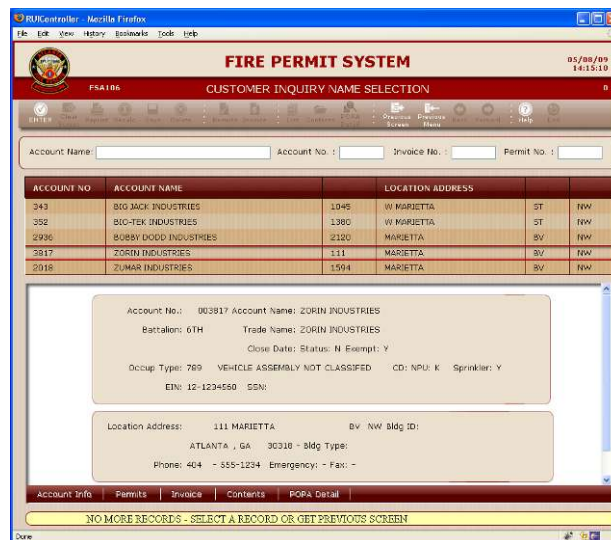 RUIController - Mozilla Firefox
File Edit View History Bookmarks Tools Help
FIRE PERMIT SYSTEM
05/08/09
14:15:10
FSA106 CUSTOMER INQUIRY NAME SELECTION 0
ENTER Previous Screen Previous Menu Help
Account Name: Account No. : Invoice No. : Permit No. :
ACCOUNT NO ACCOUNT NAME LOCATION ADDRESS
343 BIG JACK INDUSTRIES 1045 W MARIETTA ST NW
352 BIO-TEK INDUSTRIES 1380 W MARIETTA ST NW
2936 BOBBY DODD INDUSTRIES 2120 MARIETTA BV NW
3817 ZORIN INDUSTRIES 111 MARIETTA BV NW
2018 ZUMAR INDUSTRIES 1594 MARIETTA BV NW
Account No.: 003817 Account Name: ZORIN INDUSTRIES
Battalion: 6TH Trade Name: ZORIN INDUSTRIES
Close Date: Status: N Exempt: Y
Occup Type: 789 VEHICLE ASSEMBLY NOT CLASSIFED CD: NPU: K Sprinkler: Y
EIN: 12-1234560 SSN:
Location Address: 111 MARIETTA BV NW Bldg ID:
ATLANTA , GA 30318 - Bldg Type:
Phone: 404 - 555-1234 Emergency: - Fax: -
Account Info Permits Invoice Contents POPA Detail
NO MORE RECORDS - SELECT A RECORD OR GET PREVIOUS SCREEN
Done